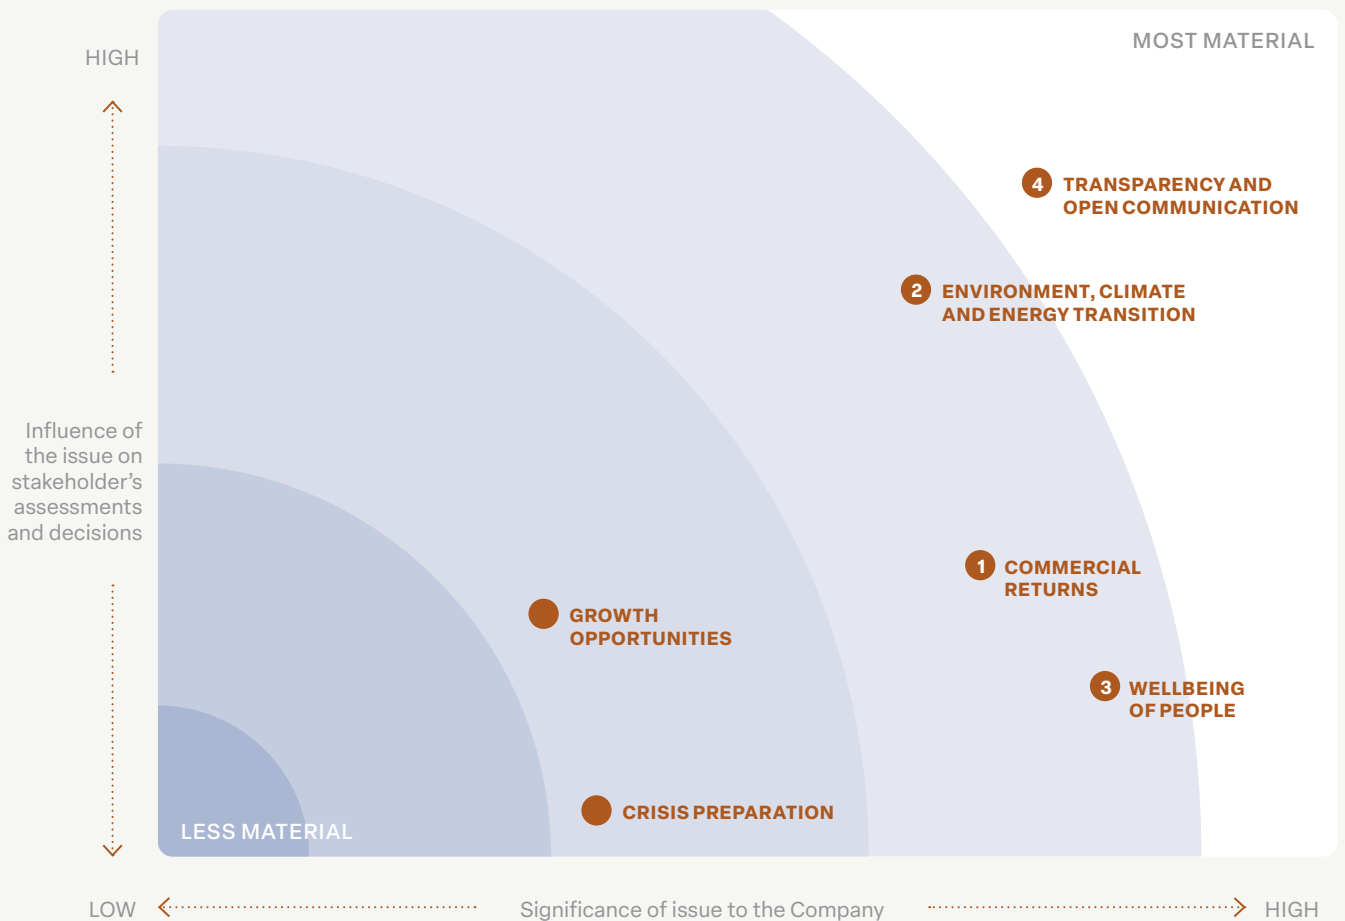 HIGH
MOST MATERIAL
4 TRANSPARENCY AND
OPEN COMMUNICATION
2 ENVIRONMENT, CLIMATE
AND ENERGY TRANSITION
Influence of
the issue on
stakeholder’s
assessments
and decisions
1 COMMERCIAL
RETURNS
GROWTH
OPPORTUNITIES
3 WELLBEING
OF PEOPLE
CRISIS PREPARATION
LESS MATERIAL
LOW
Significance of issue to the Company
HIGH